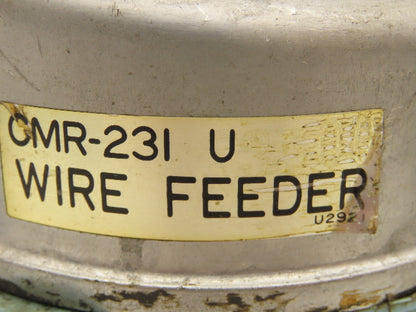 CMR-231 U
WIRE FEEDER
U292